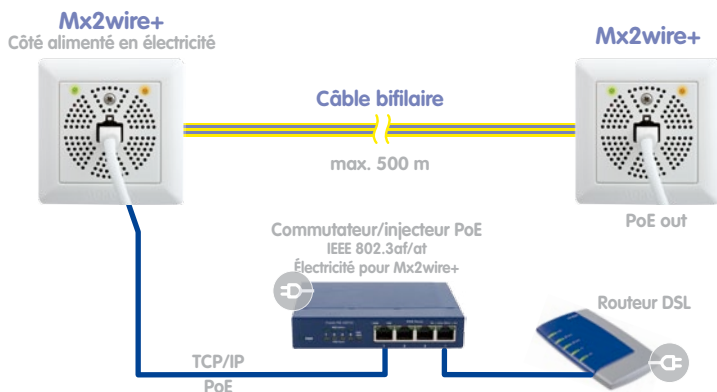 Mx2wire+
Côté alimenté en électricité
Mx2wire+
Câble bifilaire
max. 500 m
PoE out
Commutateur/injecteur PoE
IEEE 802.3af/at
Électricité pour Mx2wire+
Routeur DSL
TCP/IP
PoE